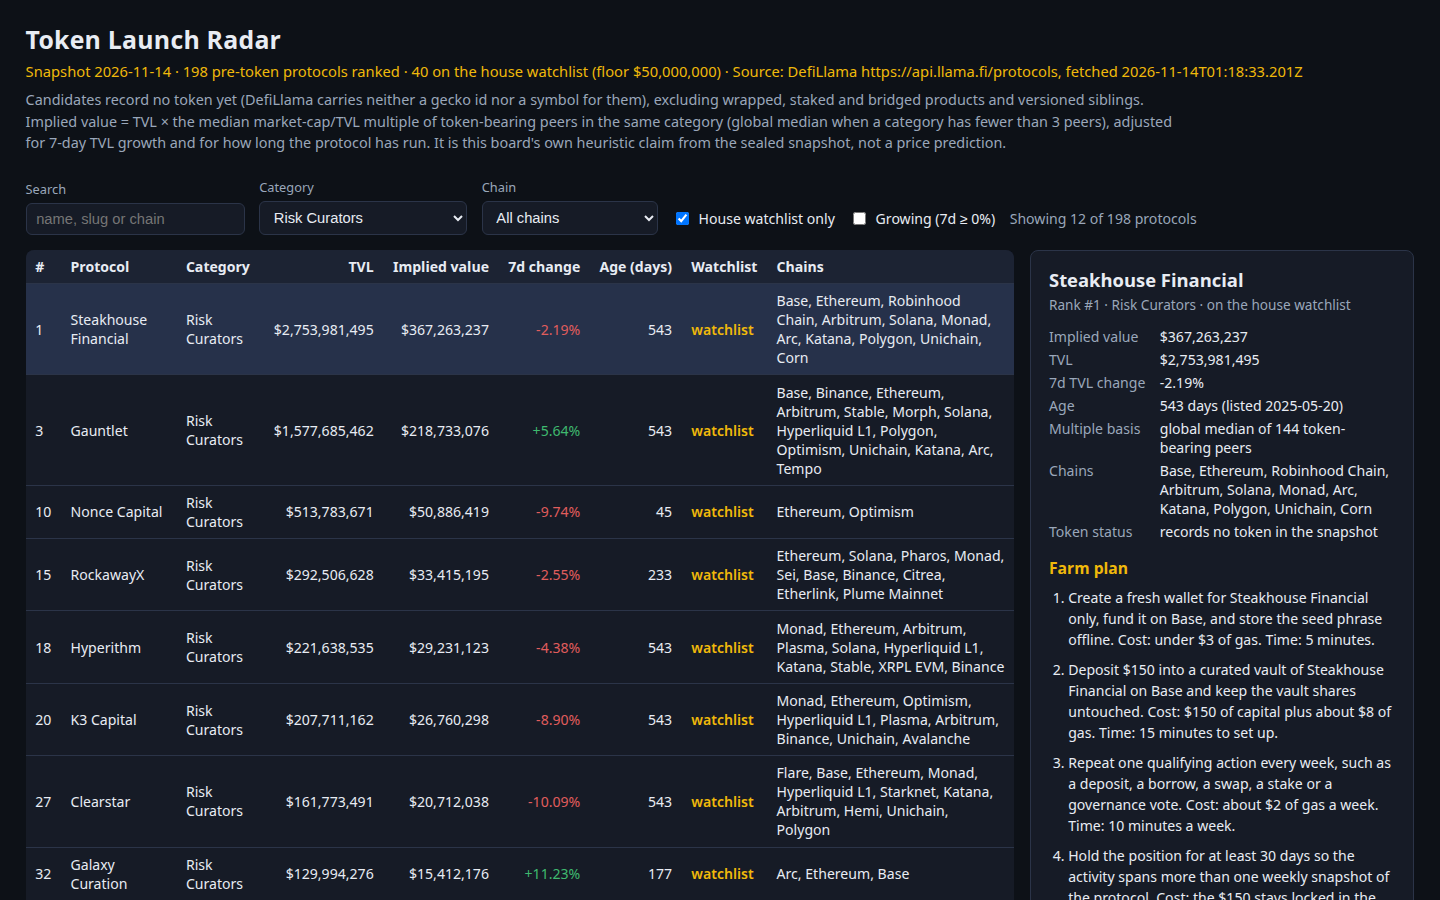 Token Launch Radar
Snapshot 2026-11-14 · 198 pre-token protocols ranked · 40 on the house watchlist (floor $50,000,000) · Source: DefiLlama https://api.llama.fi/protocols, fetched 2026-11-14T01:18:33.201Z
Candidates record no token yet (DefiLlama carries neither a gecko id nor a symbol for them), excluding wrapped, staked and bridged products and versioned siblings.
Implied value = TVL × the median market-cap/TVL multiple of token-bearing peers in the same category (global median when a category has fewer than 3 peers), adjusted
for 7-day TVL growth and for how long the protocol has run. It is this board's own heuristic claim from the sealed snapshot, not a price prediction.
Search Category Chain
name, slug or chain Risk Curators All chains House watchlist only Growing (7d ≥ 0%) Showing 12 of 198 protocols
# Protocol Category TVL Implied value 7d change Age (days) Watchlist Chains
1 Steakhouse Financial Risk Curators $2,753,981,495 $367,263,237 -2.19% 543 watchlist Base, Ethereum, Robinhood
Chain, Arbitrum, Solana, Monad,
Arc, Katana, Polygon, Unichain,
Corn
3 Gauntlet Risk Curators $1,577,685,462 $218,733,076 +5.64% 543 watchlist Base, Binance, Ethereum,
Arbitrum, Stable, Morph, Solana,
Hyperliquid L1, Polygon,
Optimism, Unichain, Katana, Arc,
Tempo
10 Nonce Capital Risk Curators $513,783,671 $50,886,419 -9.74% 45 watchlist Ethereum, Optimism
15 RockawayX Risk Curators $292,506,628 $33,415,195 -2.55% 233 watchlist Ethereum, Solana, Pharos, Monad,
Sei, Base, Binance, Citrea,
Etherlink, Plume Mainnet
18 Hyperithm Risk Curators $221,638,535 $29,231,123 -4.38% 543 watchlist Monad, Ethereum, Arbitrum,
Plasma, Solana, Hyperliquid L1,
Katana, Stable, XRPL EVM, Binance
20 K3 Capital Risk Curators $207,711,162 $26,760,298 -8.90% 543 watchlist Monad, Ethereum, Optimism,
Hyperliquid L1, Plasma, Arbitrum,
Binance, Unichain, Avalanche
27 Clearstar Risk Curators $161,773,491 $20,712,038 -10.09% 543 watchlist Flare, Base, Ethereum, Monad,
Hyperliquid L1, Starknet, Katana,
Arbitrum, Hemi, Unichain,
Polygon
32 Galaxy Curation Risk Curators $129,994,276 $15,412,176 +11.23% 177 watchlist Arc, Ethereum, Base
Steakhouse Financial
Rank #1 · Risk Curators · on the house watchlist
Implied value $367,263,237
TVL $2,753,981,495
7d TVL change -2.19%
Age 543 days (listed 2025-05-20)
Multiple basis global median of 144 token-
bearing peers
Chains Base, Ethereum, Robinhood Chain,
Arbitrum, Solana, Monad, Arc,
Katana, Polygon, Unichain, Corn
Token status records no token in the snapshot
Farm plan
1. Create a fresh wallet for Steakhouse Financial
only, fund it on Base, and store the seed phrase
offline. Cost: under $3 of gas. Time: 5 minutes.
2. Deposit $150 into a curated vault of Steakhouse
Financial on Base and keep the vault shares
untouched. Cost: $150 of capital plus about $8 of
gas. Time: 15 minutes to set up.
3. Repeat one qualifying action every week, such as
a deposit, a borrow, a swap, a stake or a
governance vote. Cost: about $2 of gas a week.
Time: 10 minutes a week.
4. Hold the position for at least 30 days so the
activity spans more than one weekly snapshot of
the protocol. Cost: the $150 stays locked in the